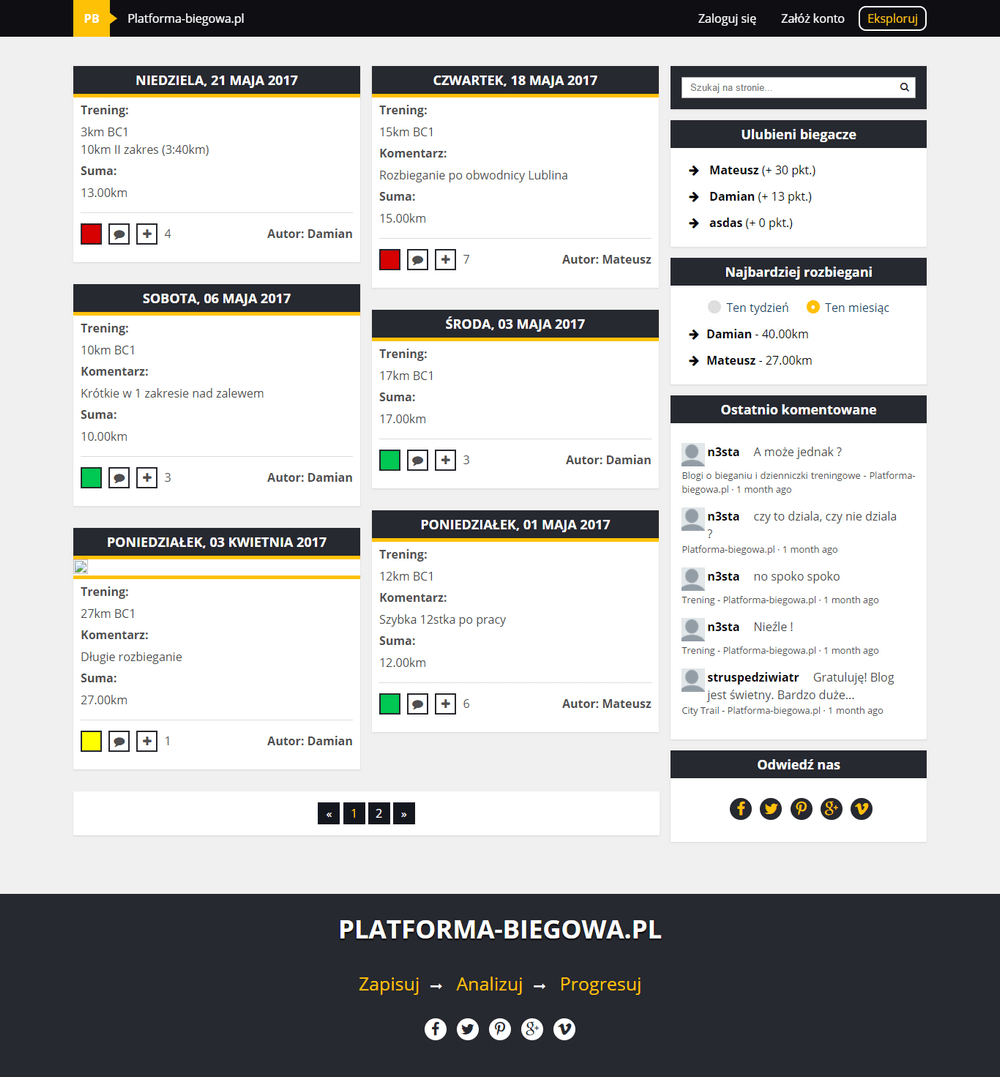 PB
Platforma-biegowa.pl
Zaloguj się
Załóż konto
Eksploruj
NIEDZIELA, 21 MAJA 2017
Trening:
3km BC1
10km II zakres (3:40km)
Suma:
13.00km
4
Autor: Damian
SOBOTA, 06 MAJA 2017
Trening:
10km BC1
Komentarz:
Krótkie w 1 zakresie nad zalewem
Suma:
10.00km
3
Autor: Damian
PONIEDZIAŁEK, 03 KWIETNIA 2017
Trening:
27km BC1
Komentarz:
Długie rozbieganie
Suma:
27.00km
1
Autor: Damian
CZWARTEK, 18 MAJA 2017
Trening:
15km BC1
Komentarz:
Rozbieganie po obwodnicy Lublina
Suma:
15.00km
7
Autor: Mateusz
ŚRODA, 03 MAJA 2017
Trening:
17km BC1
Suma:
17.00km
3
Autor: Damian
PONIEDZIAŁEK, 01 MAJA 2017
Trening:
12km BC1
Komentarz:
Szybka 12stka po pracy
Suma:
12.00km
6
Autor: Mateusz
« 1 2 »
Szukaj na stronie...
Ulubieni biegacze
Mateusz (+ 30 pkt.)
Damian (+ 13 pkt.)
asdas (+ 0 pkt.)
Najbardziej rozbiegani
Ten tydzień Ten miesiąc
Damian - 40.00km
Mateusz - 27.00km
Ostatnio komentowane
n3sta A może jednak ?
Blogi o bieganiu i dzienniczki treningowe - Platforma-
biegowa.pl · 1 month ago
n3sta czy to dziala, czy nie dziala
?
Platforma-biegowa.pl · 1 month ago
n3sta no spoko spoko
Trening - Platforma-biegowa.pl · 1 month ago
n3sta Nieźle !
Trening - Platforma-biegowa.pl · 1 month ago
struspedziwiatr Gratuluję! Blog
jest świetny. Bardzo duże...
City Trail - Platforma-biegowa.pl · 1 month ago
Odwiedź nas
PLATFORMA-BIEGOWA.PL
Zapisuj → Analizuj → Progresuj